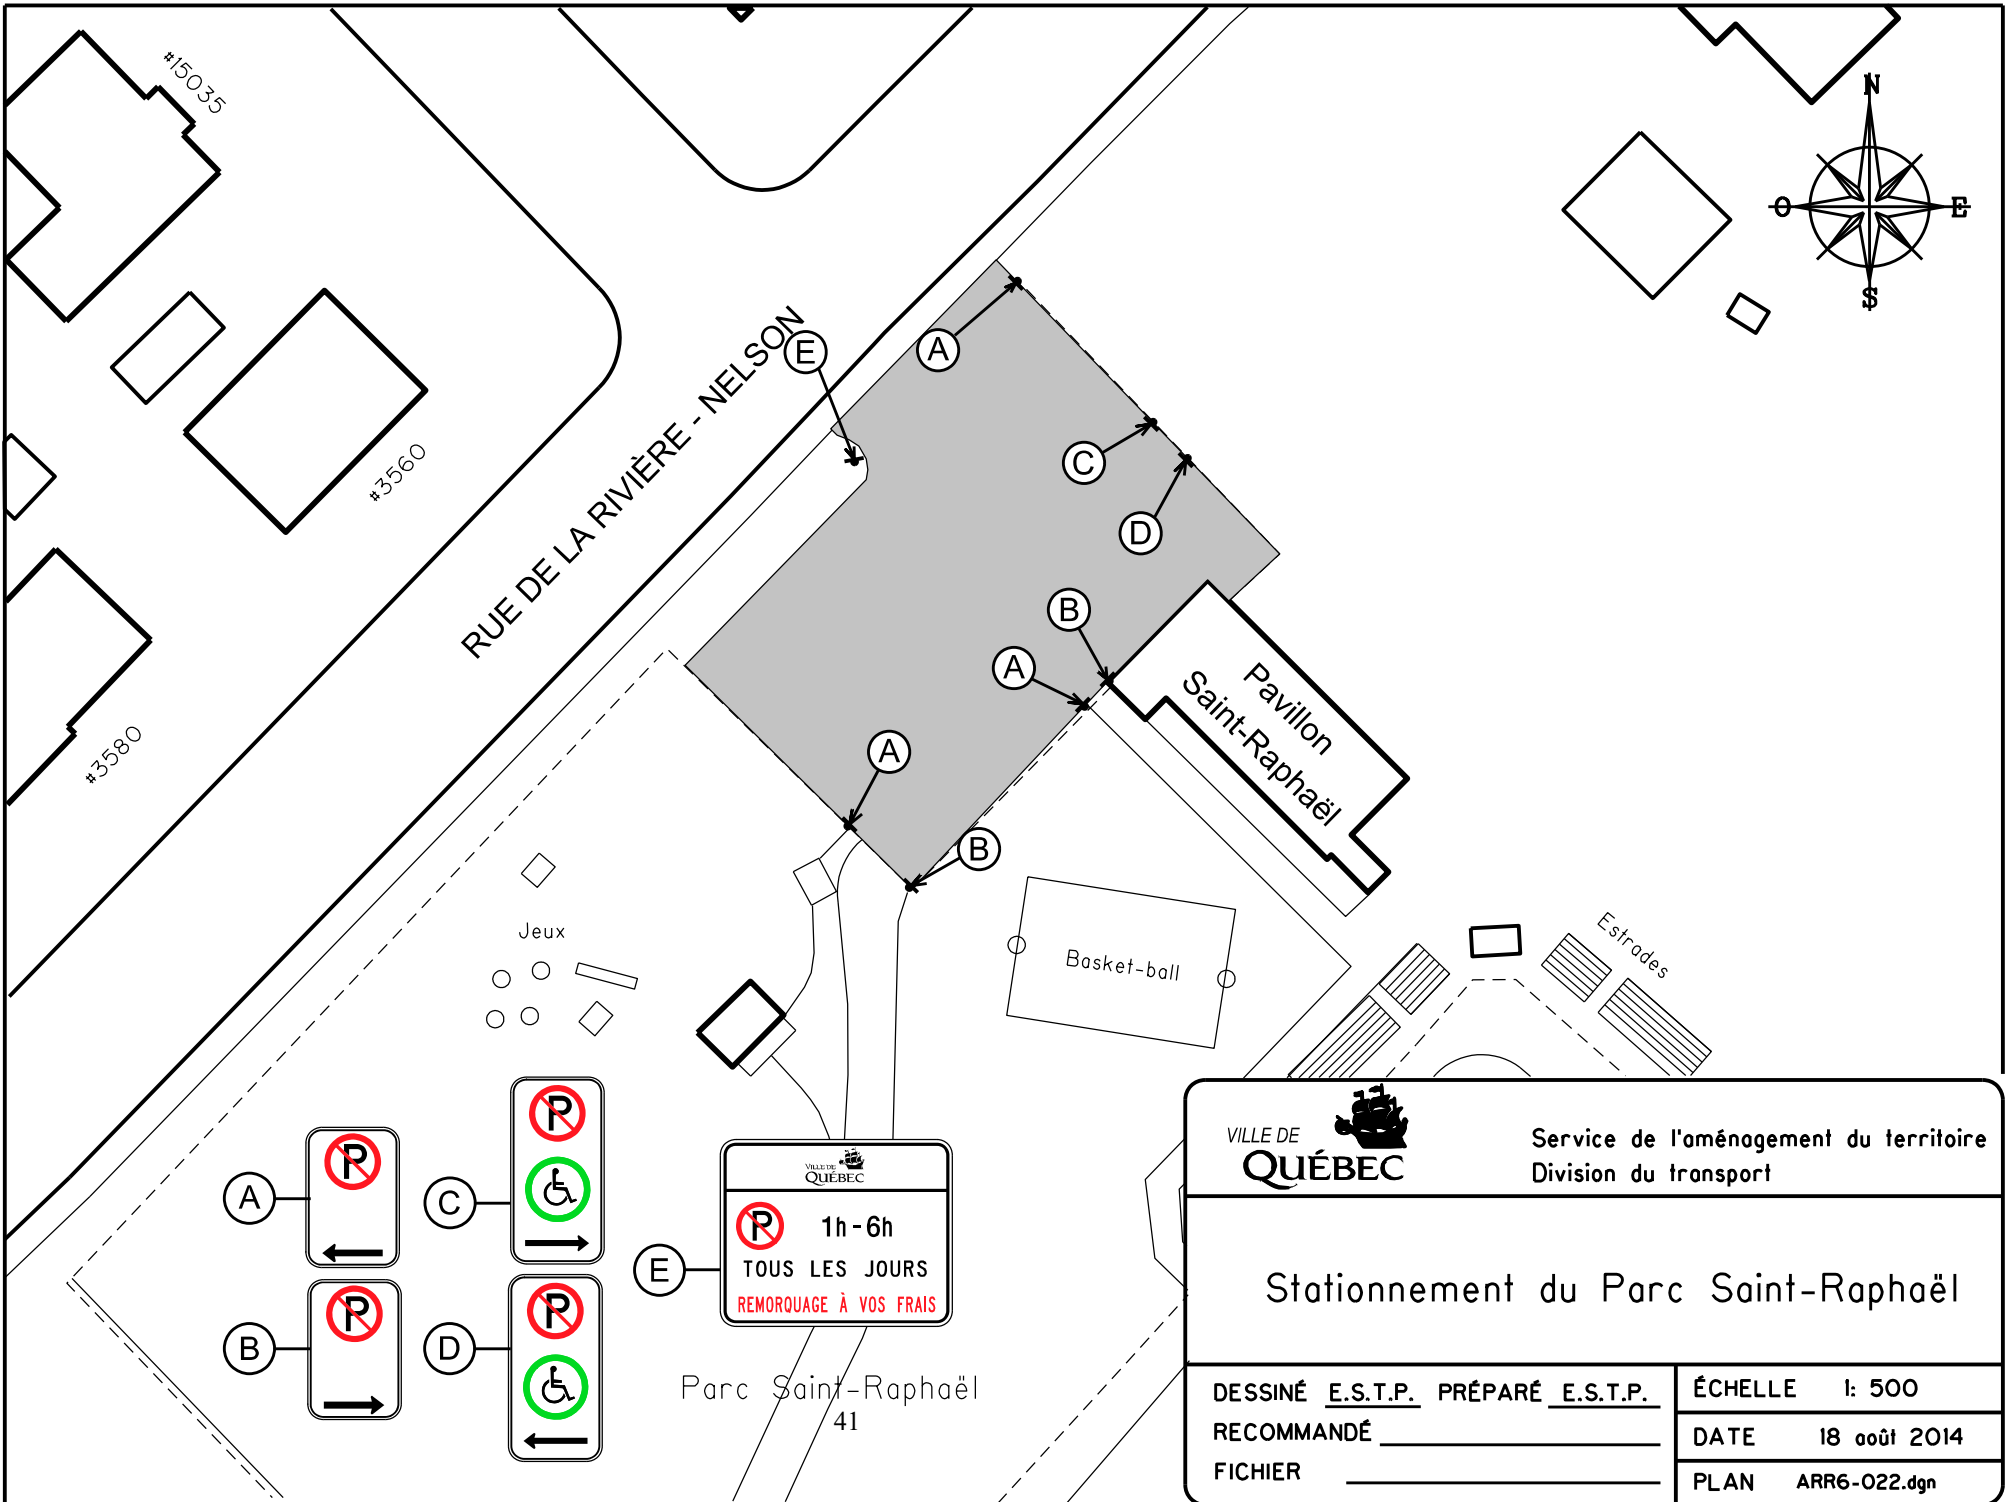 #15035
N
O
E
S
#3560
RUE DE LA RIVIÈRE - NELSON
E
A
C
D
B
A
A
B
#3580
Pavillon
Saint-Raphaël
Jeux
Basket-ball
Estrades
A
P
B
P
C
P
D
P
E
VILLE DE
QUÉBEC
P 1h - 6h
TOUS LES JOURS
REMORQUAGE À VOS FRAIS
Parc Saint-Raphaël
41
VILLE DE
QUÉBEC
Service de l'aménagement du territoire
Division du transport
Stationnement du Parc Saint-Raphaël
DESSINÉ E.S.T.P. PRÉPARÉ E.S.T.P.
RECOMMANDÉ
FICHIER
ÉCHELLE 1: 500
DATE 18 août 2014
PLAN ARR6-022.dgn